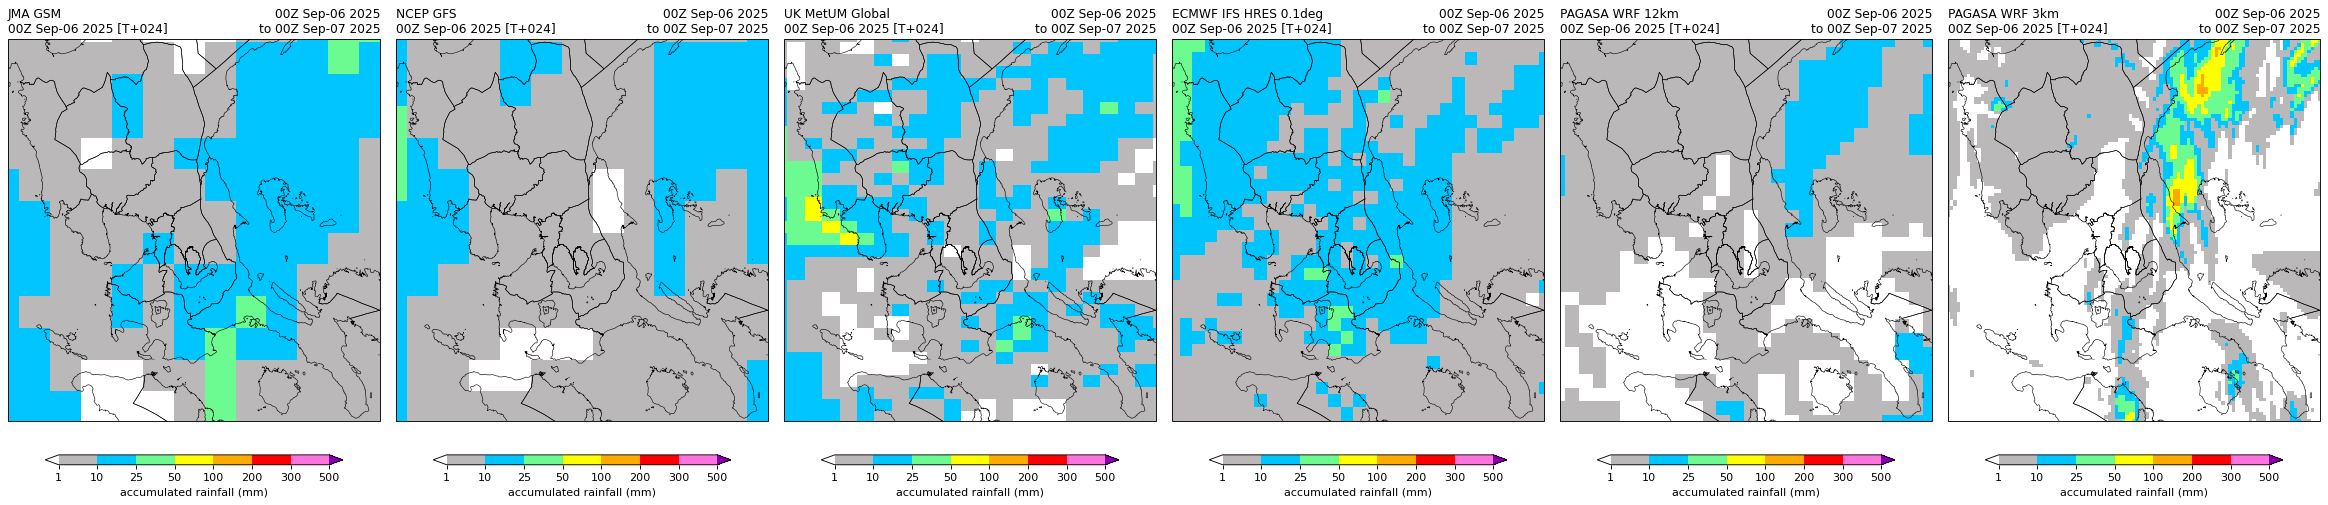 JMA GSM 00Z Sep-06 2025
00Z Sep-06 2025 [T+024] to 00Z Sep-07 2025
NCEP GFS 00Z Sep-06 2025
00Z Sep-06 2025 [T+024] to 00Z Sep-07 2025
UK MetUM Global 00Z Sep-06 2025
00Z Sep-06 2025 [T+024] to 00Z Sep-07 2025
ECMWF IFS HRES 0.1deg 00Z Sep-06 2025
00Z Sep-06 2025 [T+024] to 00Z Sep-07 2025
PAGASA WRF 12km 00Z Sep-06 2025
00Z Sep-06 2025 [T+024] to 00Z Sep-07 2025
PAGASA WRF 3km 00Z Sep-06 2025
00Z Sep-06 2025 [T+024] to 00Z Sep-07 2025
1 10 25 50 100 200 300 500
accumulated rainfall (mm)
1 10 25 50 100 200 300 500
accumulated rainfall (mm)
1 10 25 50 100 200 300 500
accumulated rainfall (mm)
1 10 25 50 100 200 300 500
accumulated rainfall (mm)
1 10 25 50 100 200 300 500
accumulated rainfall (mm)
1 10 25 50 100 200 300 500
accumulated rainfall (mm)